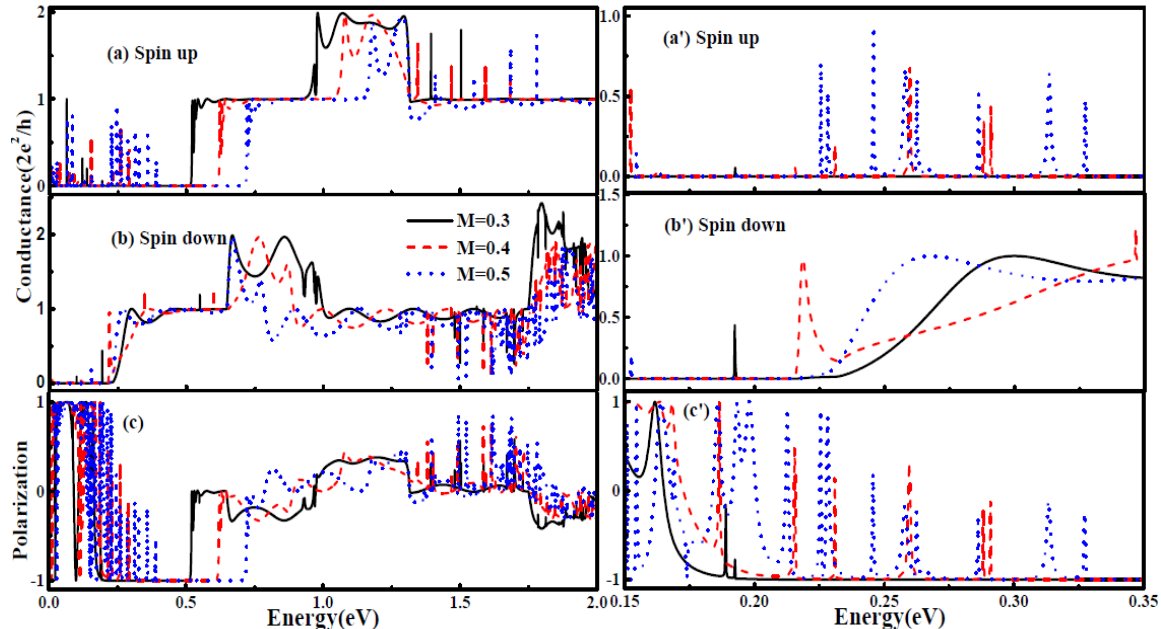 2
(a) Spin up
1
0
1.0
(a') Spin up
0.5
0.0
Conductance(2e²/h)
2
(b) Spin down
1
0
M=0.3
M=0.4
M=0.5
1.5
(b') Spin down
1.0
0.5
0.0
Polarization
1
(c)
0
-1
0.0 0.5 1.0 1.5 2.0
Energy(eV)
1
(c')
0
-1
0.15 0.20 0.25 0.30 0.35
Energy(eV)